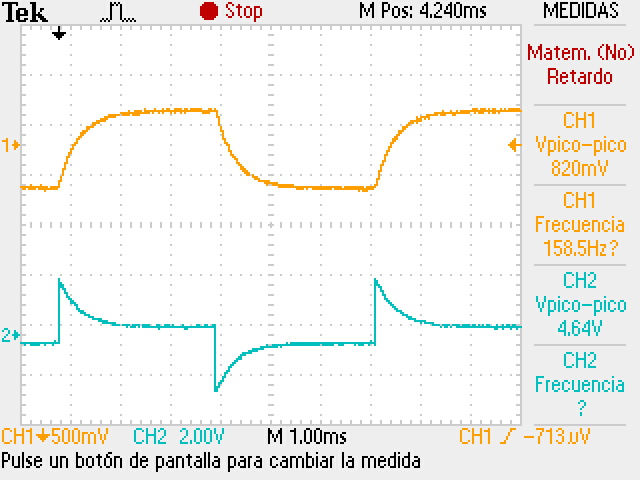 Tek Stop M Pos: 4.240ms MEDIDAS
Matem. (No)
Retardo
CH1
Vpico-pico
820mV
CH1
Frecuencia
158.5Hz?
CH2
Vpico-pico
4.64V
CH2
Frecuencia
?
1
2
CH1 500mV CH2 2.00V M 1.00ms CH1 -713.uV
Pulse un botón de pantalla para cambiar la medida